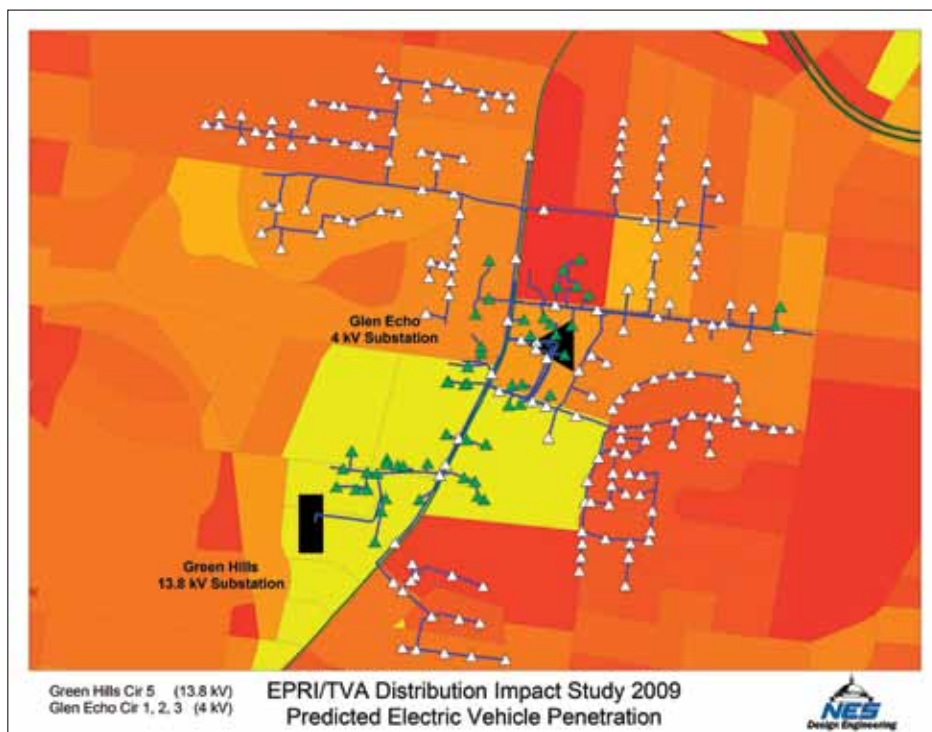 Glen Echo
4 kV Substation
Green Hills
13.8 kV Substation
Green Hills Cir 5 (13.8 kV)
Glen Echo Cir 1, 2, 3 (4 kV)
EPRI/TVA Distribution Impact Study 2009
Predicted Electric Vehicle Penetration
NES
Design Engineering